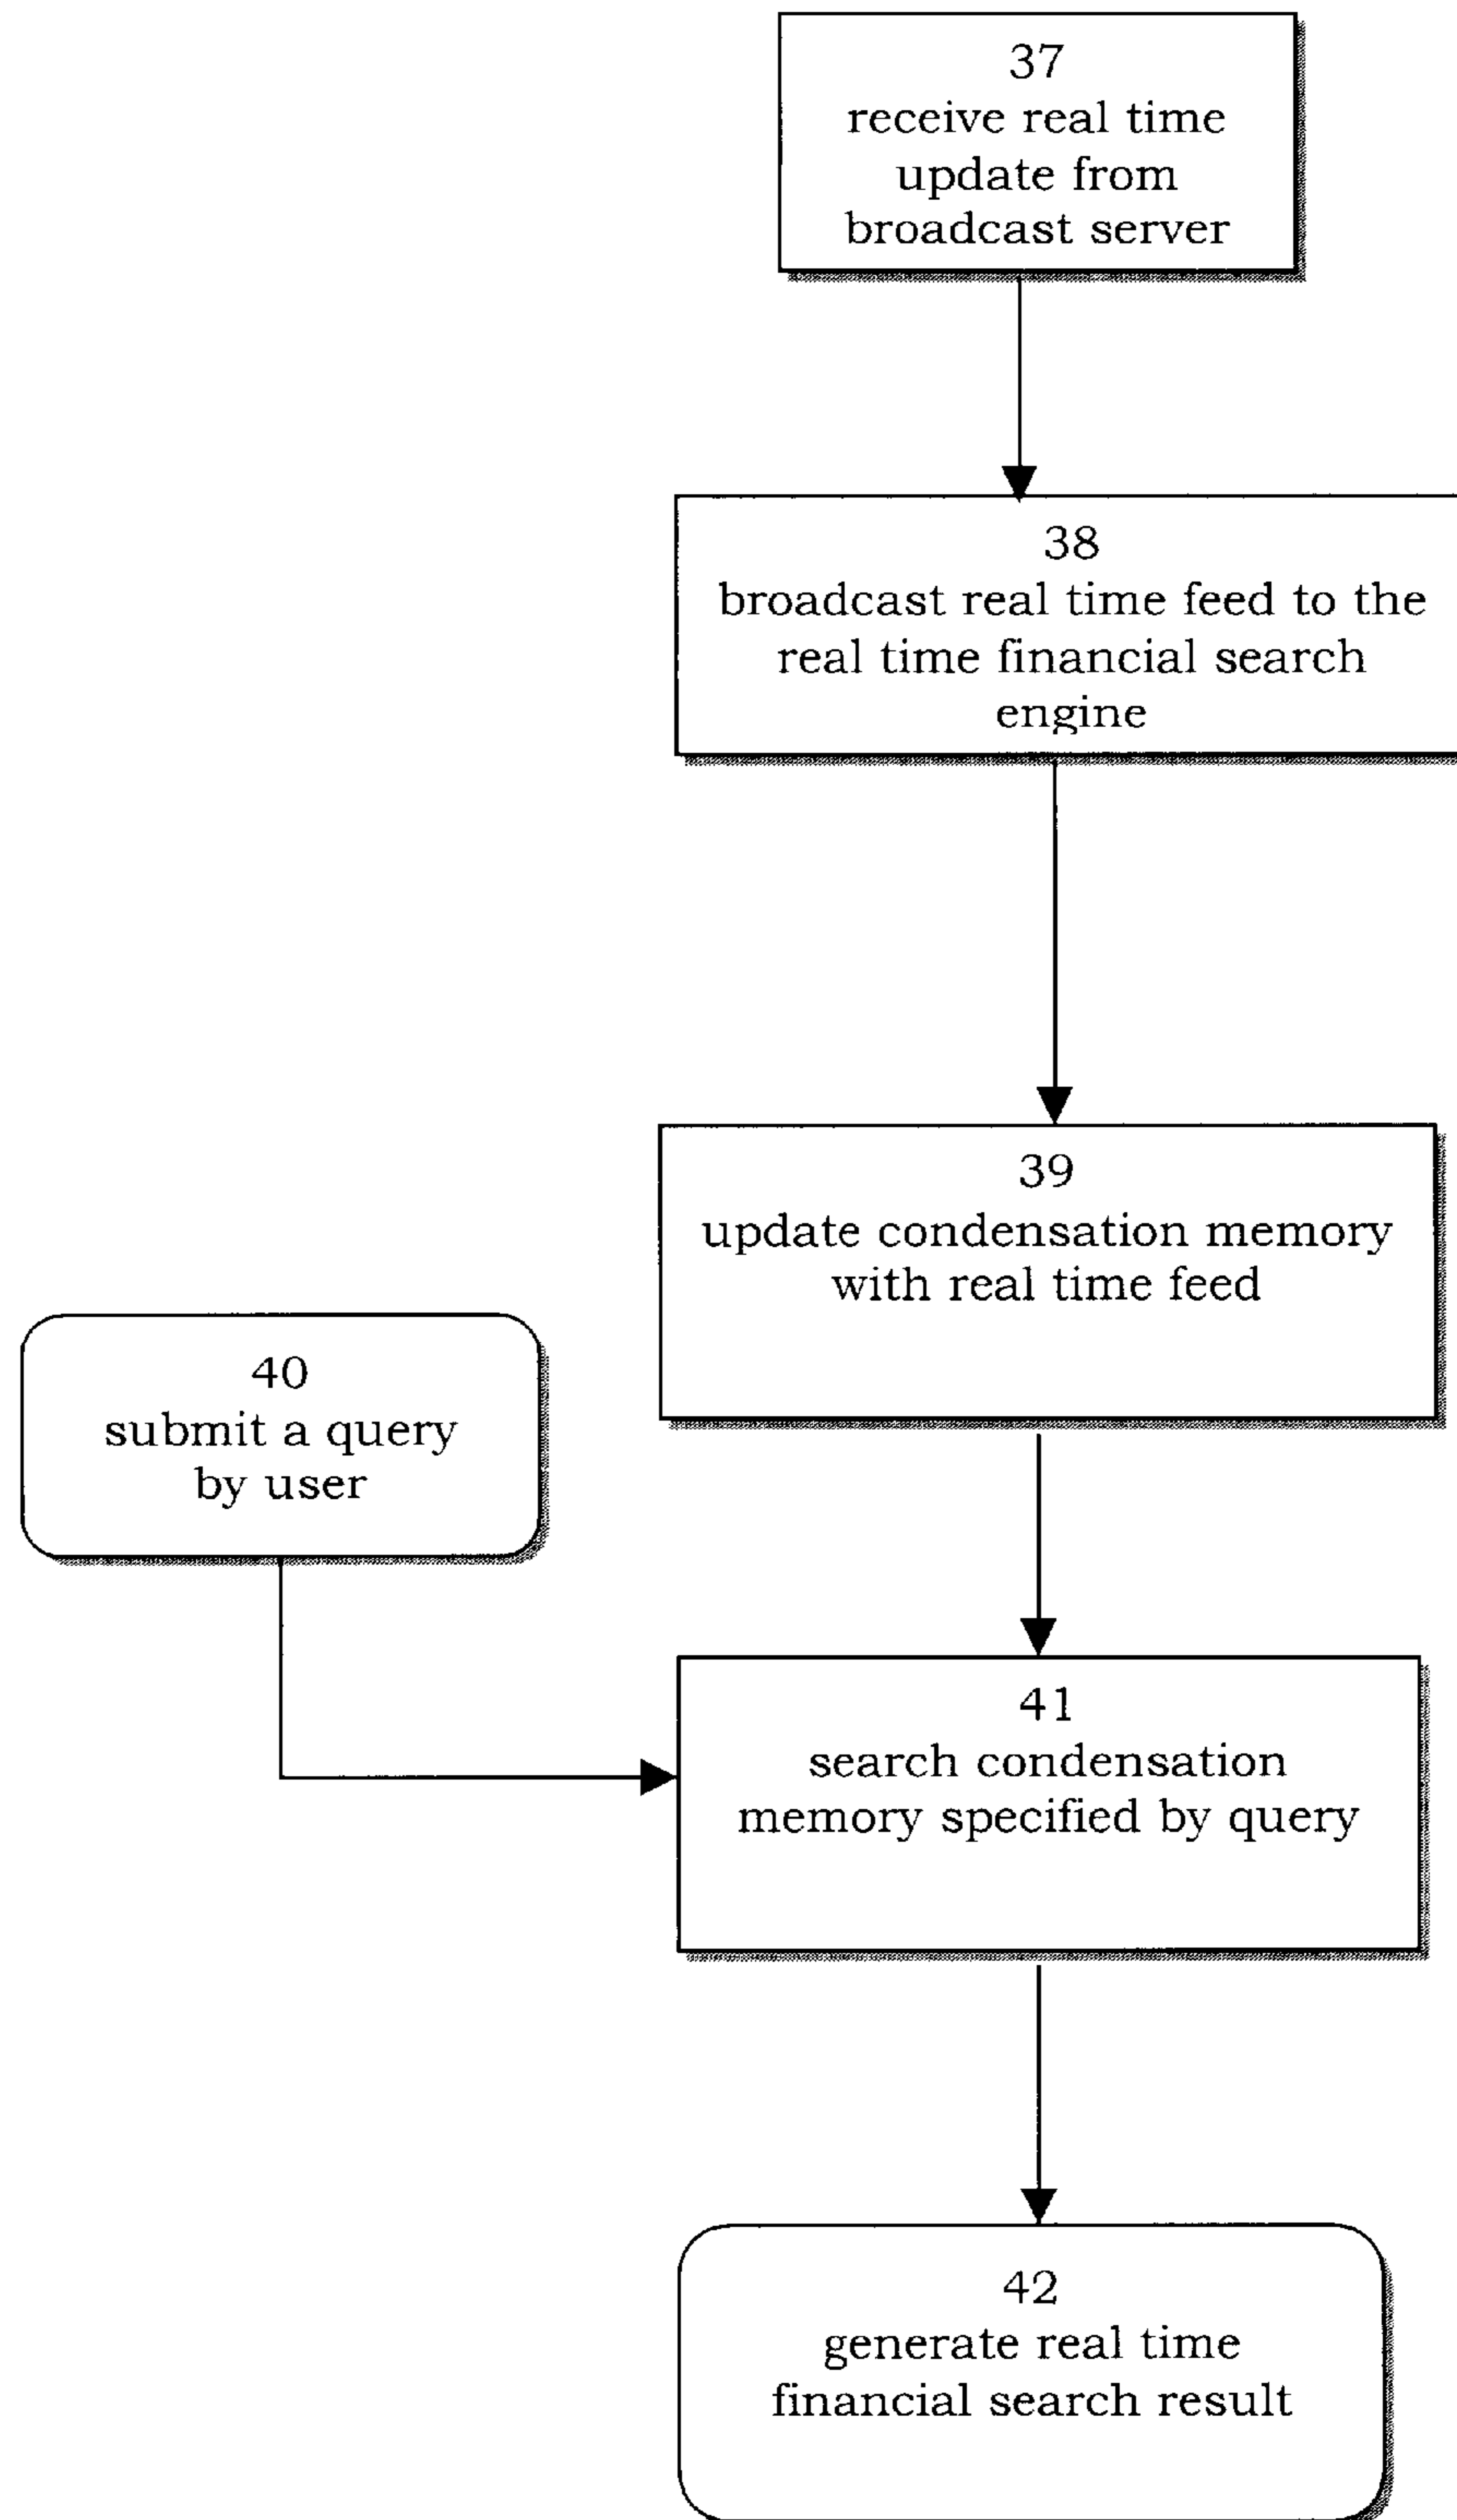 37
receive real time
update from
broadcast server
38
broadcast real time feed to the
real time financial search
engine
39
update condensation memory
with real time feed
40
submit a query
by user
41
search condensation
memory specified by query
42
generate real time
financial search result